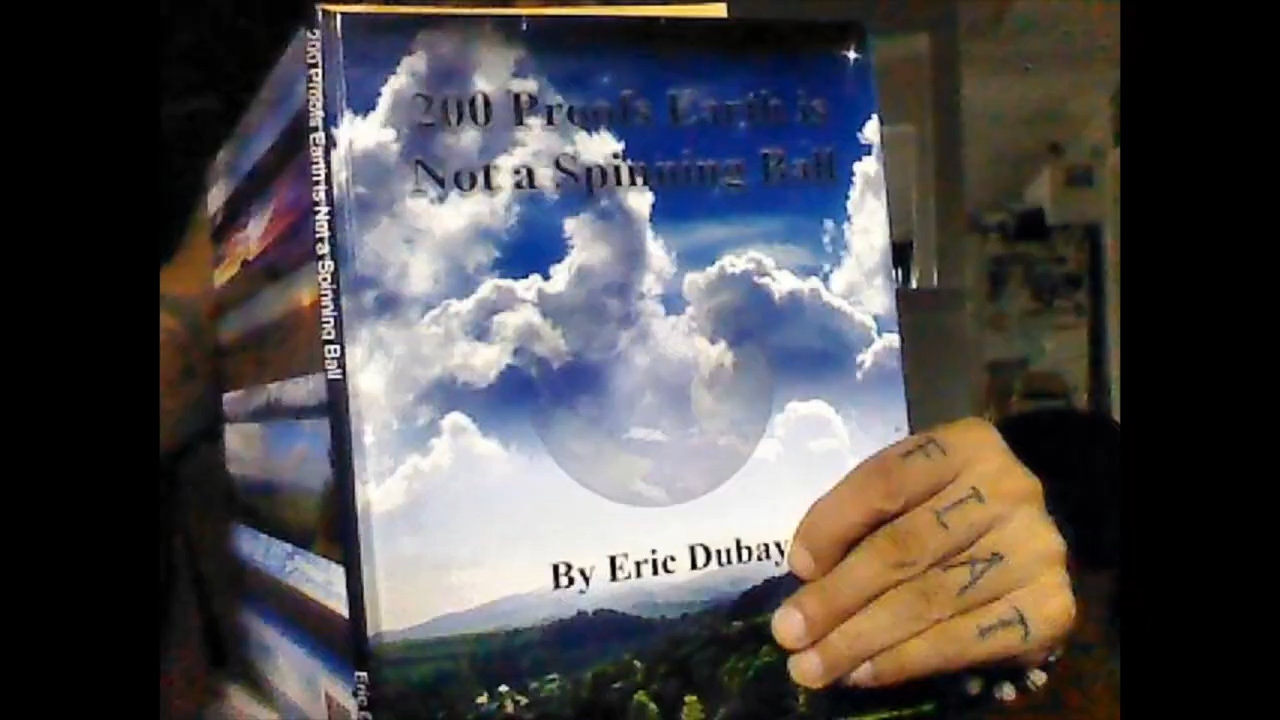 200 Proofs Earth is
Not a Spinning Ball
By Eric Dubay
200 Proofs Earth is Not a Spinning Ball
Eric
F
L
A
T